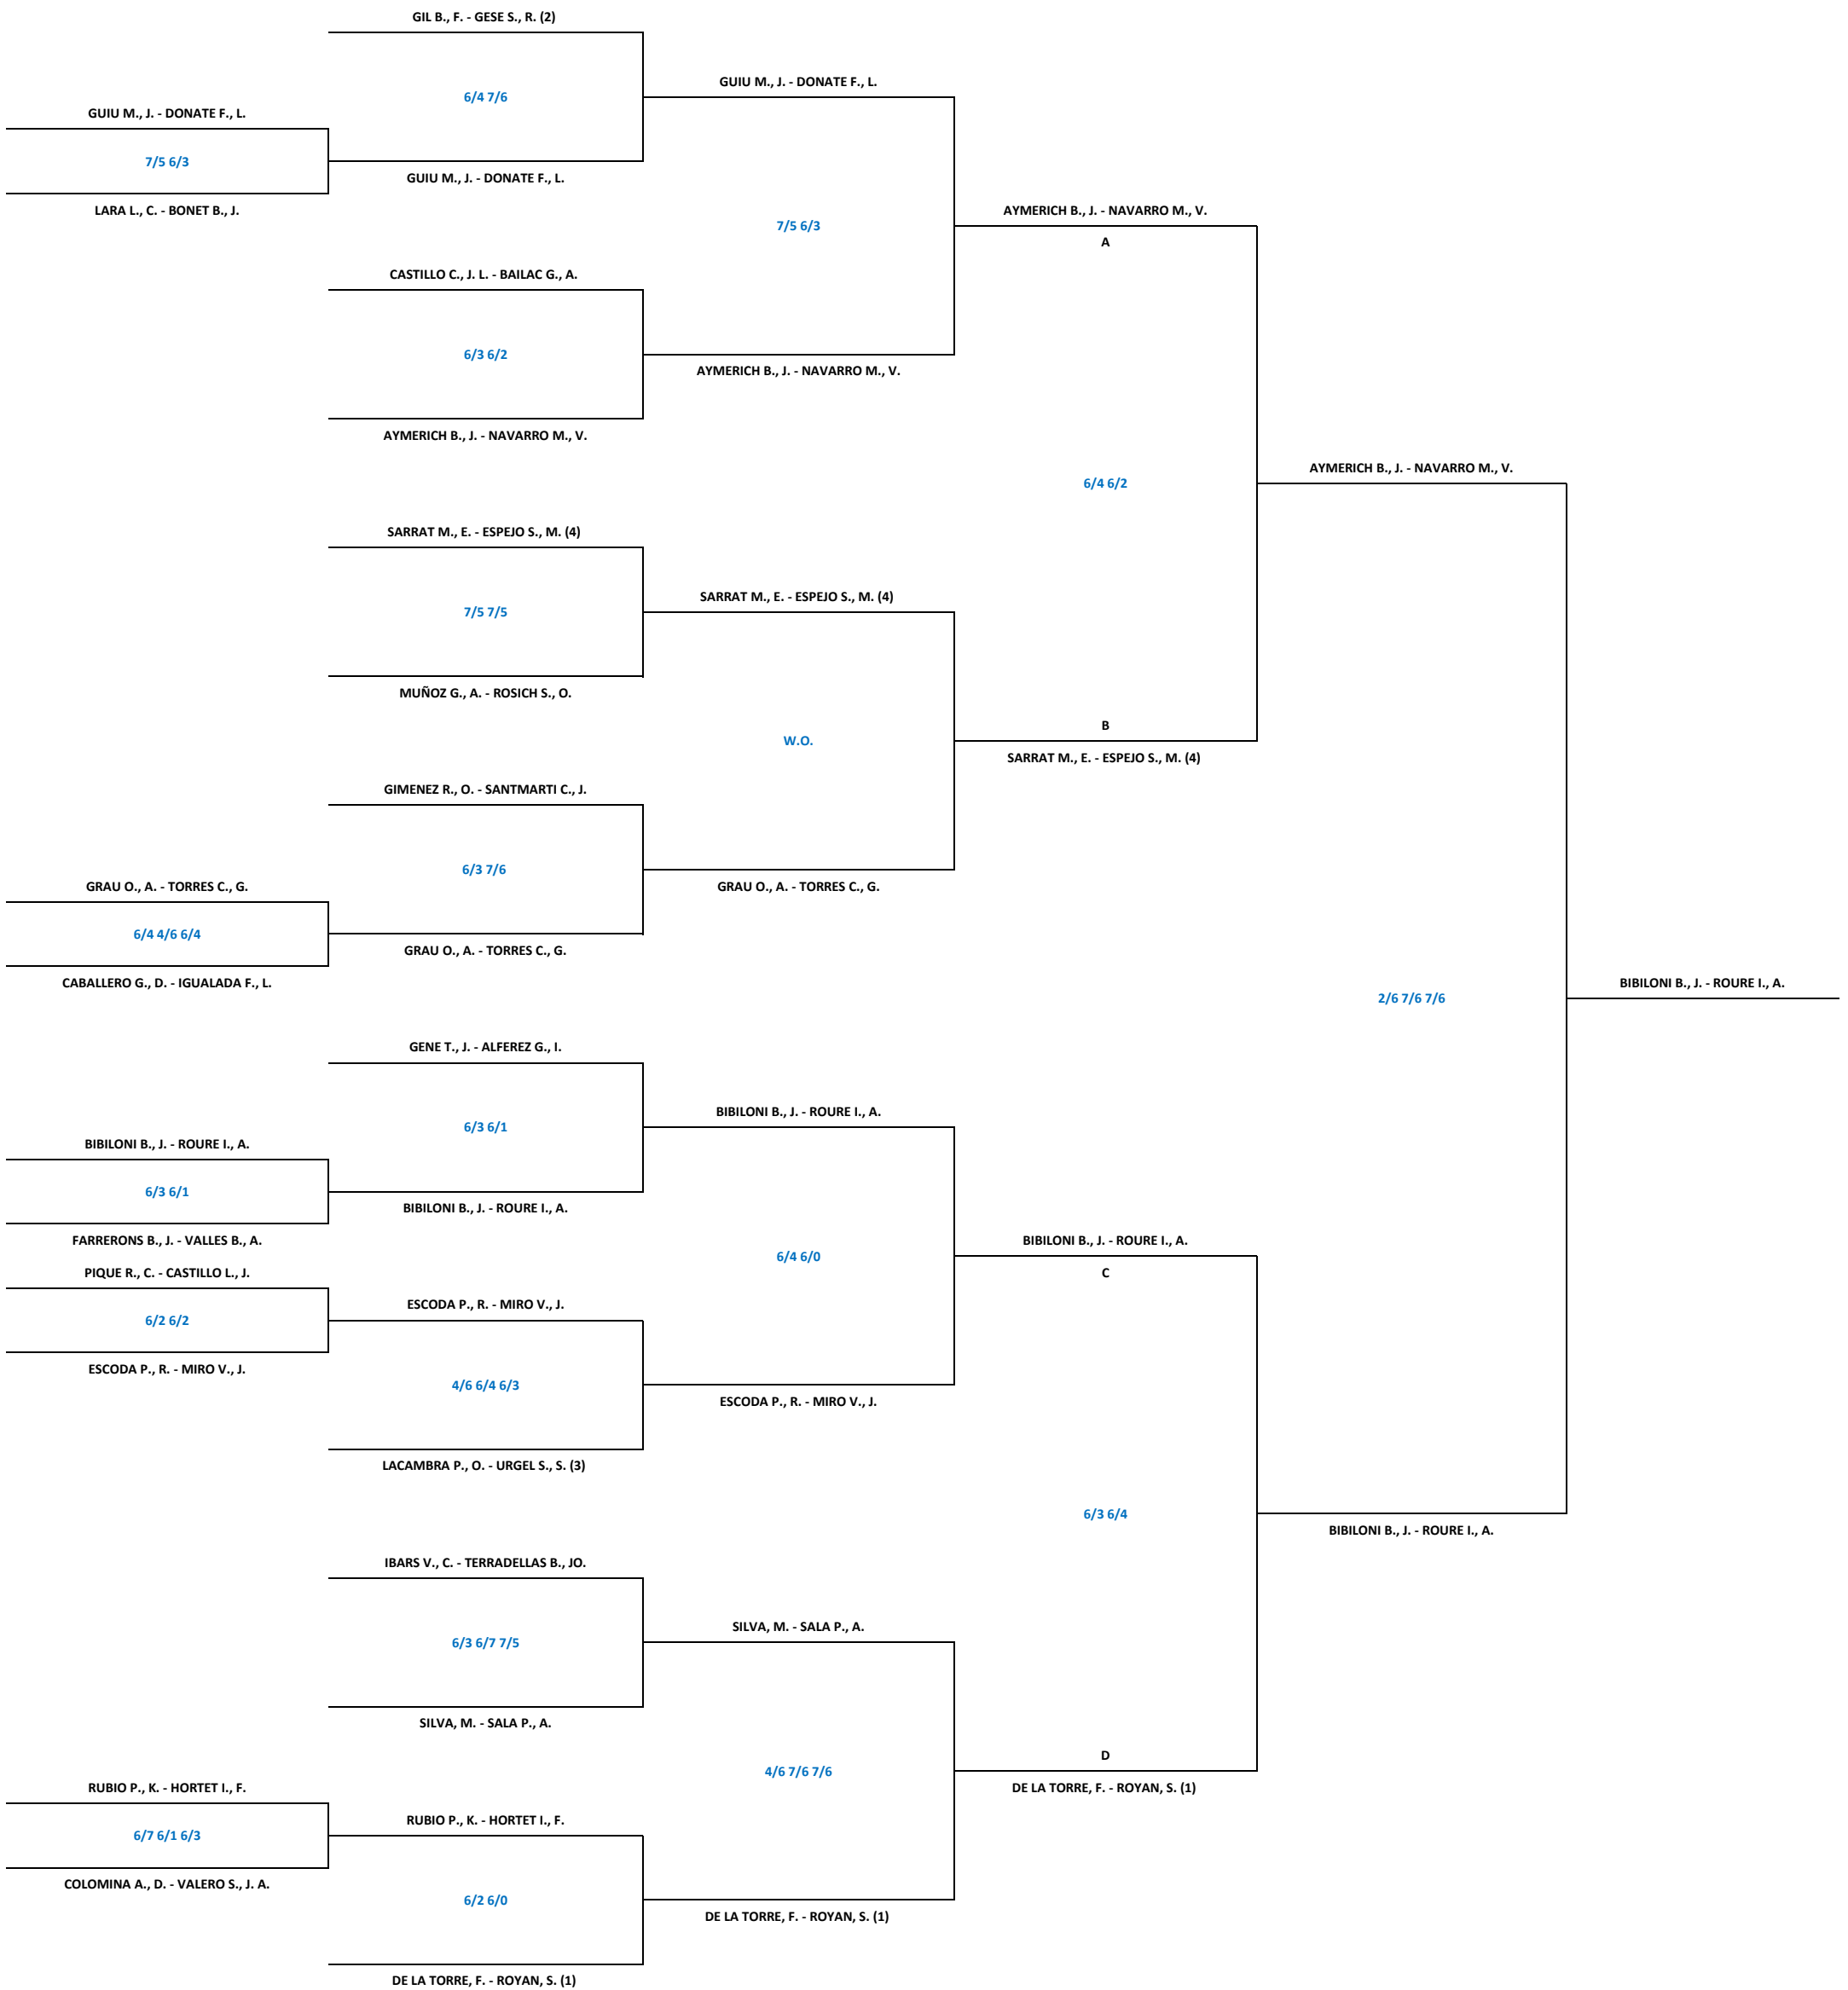 GIL B., F. - GESE S., R. (2)
GUIU M., J. - DONATE F., L.
6/4 7/6
GUIU M., J. - DONATE F., L.
7/5 6/3
GUIU M., J. - DONATE F., L.
LARA L., C. - BONET B., J.
AYMERICH B., J. - NAVARRO M., V.
7/5 6/3
A
CASTILLO C., J. L. - BAILAC G., A.
6/3 6/2
AYMERICH B., J. - NAVARRO M., V.
AYMERICH B., J. - NAVARRO M., V.
AYMERICH B., J. - NAVARRO M., V.
6/4 6/2
SARRAT M., E. - ESPEJO S., M. (4)
SARRAT M., E. - ESPEJO S., M. (4)
7/5 7/5
MUÑOZ G., A. - ROSICH S., O.
B
W.O.
SARRAT M., E. - ESPEJO S., M. (4)
GIMENEZ R., O. - SANTMARTI C., J.
6/3 7/6
GRAU O., A. - TORRES C., G.
GRAU O., A. - TORRES C., G.
6/4 4/6 6/4
GRAU O., A. - TORRES C., G.
CABALLERO G., D. - IGUALADA F., L.
BIBILONI B., J. - ROURE I., A.
2/6 7/6 7/6
GENE T., J. - ALFEREZ G., I.
BIBILONI B., J. - ROURE I., A.
6/3 6/1
BIBILONI B., J. - ROURE I., A.
6/3 6/1
BIBILONI B., J. - ROURE I., A.
FARRERONS B., J. - VALLES B., A.
BIBILONI B., J. - ROURE I., A.
6/4 6/0
PIQUE R., C. - CASTILLO L., J.
C
ESCODA P., R. - MIRO V., J.
6/2 6/2
ESCODA P., R. - MIRO V., J.
4/6 6/4 6/3
ESCODA P., R. - MIRO V., J.
LACAMBRA P., O. - URGEL S., S. (3)
6/3 6/4
BIBILONI B., J. - ROURE I., A.
IBARS V., C. - TERRADELLAS B., JO.
SILVA, M. - SALA P., A.
6/3 6/7 7/5
SILVA, M. - SALA P., A.
D
4/6 7/6 7/6
RUBIO P., K. - HORTET I., F.
DE LA TORRE, F. - ROYAN, S. (1)
RUBIO P., K. - HORTET I., F.
6/7 6/1 6/3
COLOMINA A., D. - VALERO S., J. A.
6/2 6/0
DE LA TORRE, F. - ROYAN, S. (1)
DE LA TORRE, F. - ROYAN, S. (1)